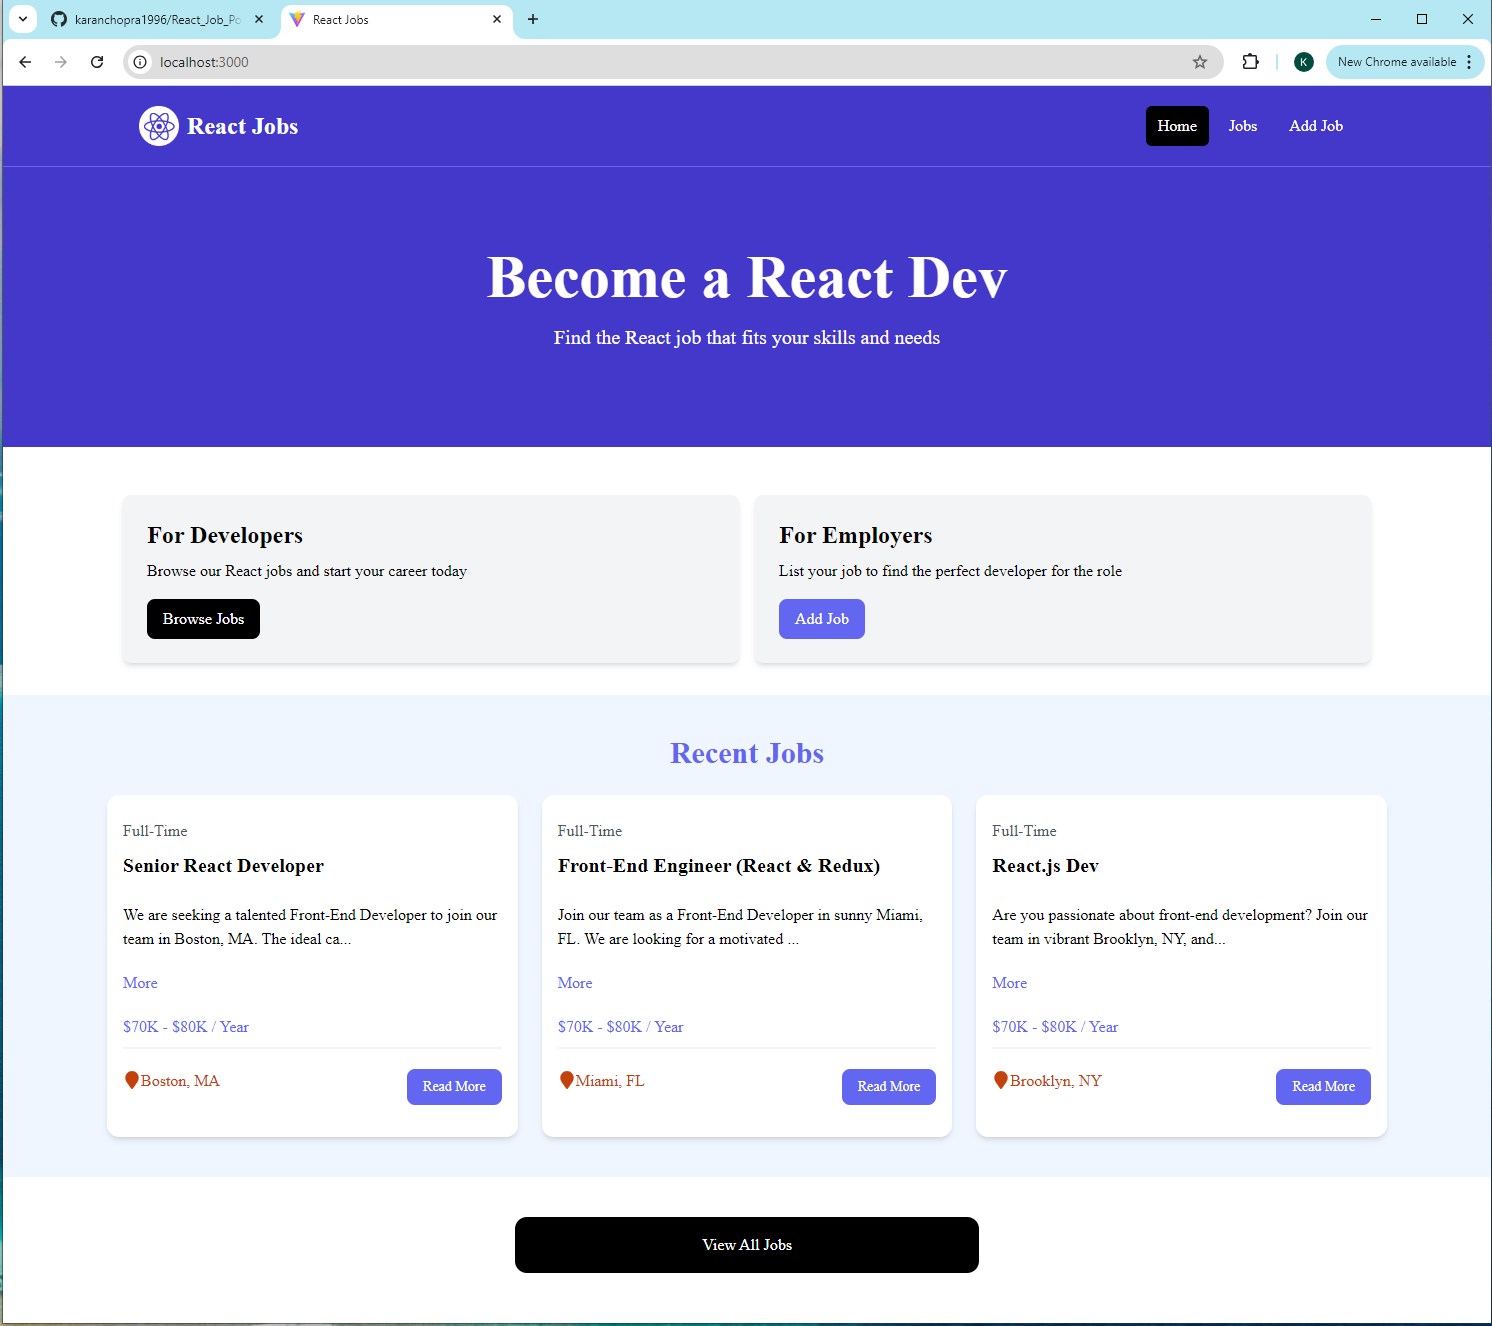 karanchopra1996/React_Job_Po
React Jobs
localhost:3000
K
New Chrome available
React Jobs
Home
Jobs
Add Job
Become a React Dev
Find the React job that fits your skills and needs
For Developers
Browse our React jobs and start your career today
Browse Jobs
For Employers
List your job to find the perfect developer for the role
Add Job
Recent Jobs
Full-Time
Senior React Developer
We are seeking a talented Front-End Developer to join our
team in Boston, MA. The ideal ca...
More
$70K - $80K / Year
Boston, MA
Read More
Full-Time
Front-End Engineer (React & Redux)
Join our team as a Front-End Developer in sunny Miami,
FL. We are looking for a motivated ...
More
$70K - $80K / Year
Miami, FL
Read More
Full-Time
React.js Dev
Are you passionate about front-end development? Join our
team in vibrant Brooklyn, NY, and...
More
$70K - $80K / Year
Brooklyn, NY
Read More
View All Jobs